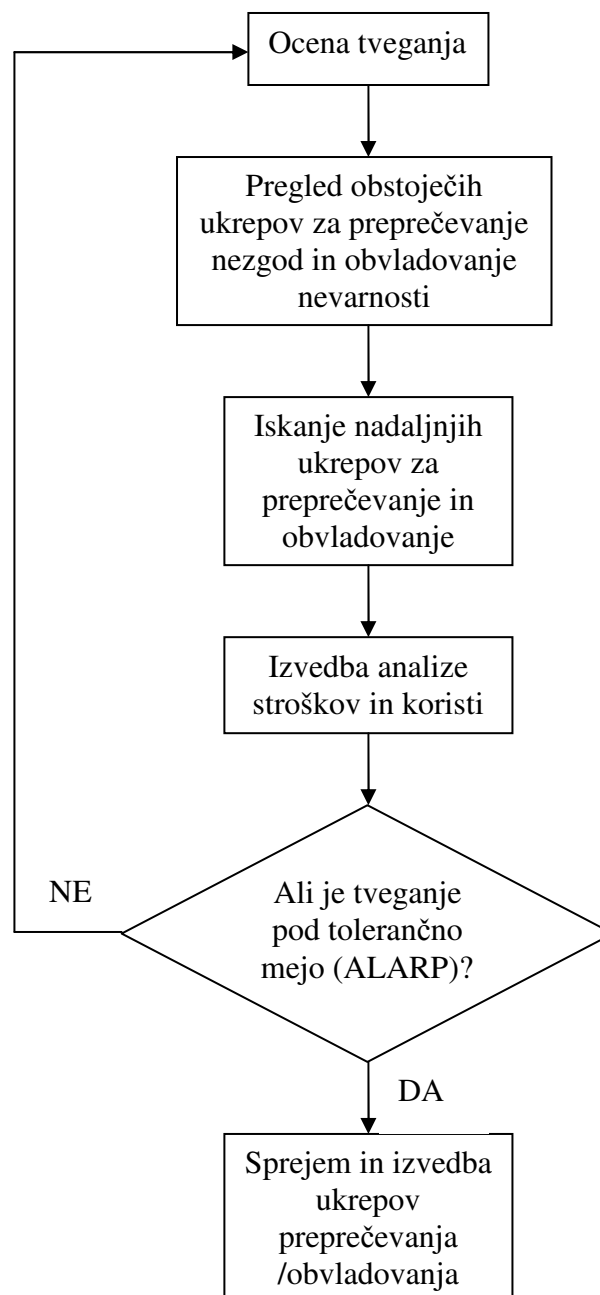 Ocena tveganja
Pregled obstoječih
ukrepov za preprečevanje
nezgod in obvladovanje
nevarnosti
Iskanje nadaljnjih
ukrepov za
preprečevanje in
obvladovanje
Izvedba analize
stroškov in koristi
NE
Ali je tveganje
pod tolerančno
mejo (ALARP)?
DA
Sprejem in izvedba
ukrepov
preprečevanja
/obvladovanja